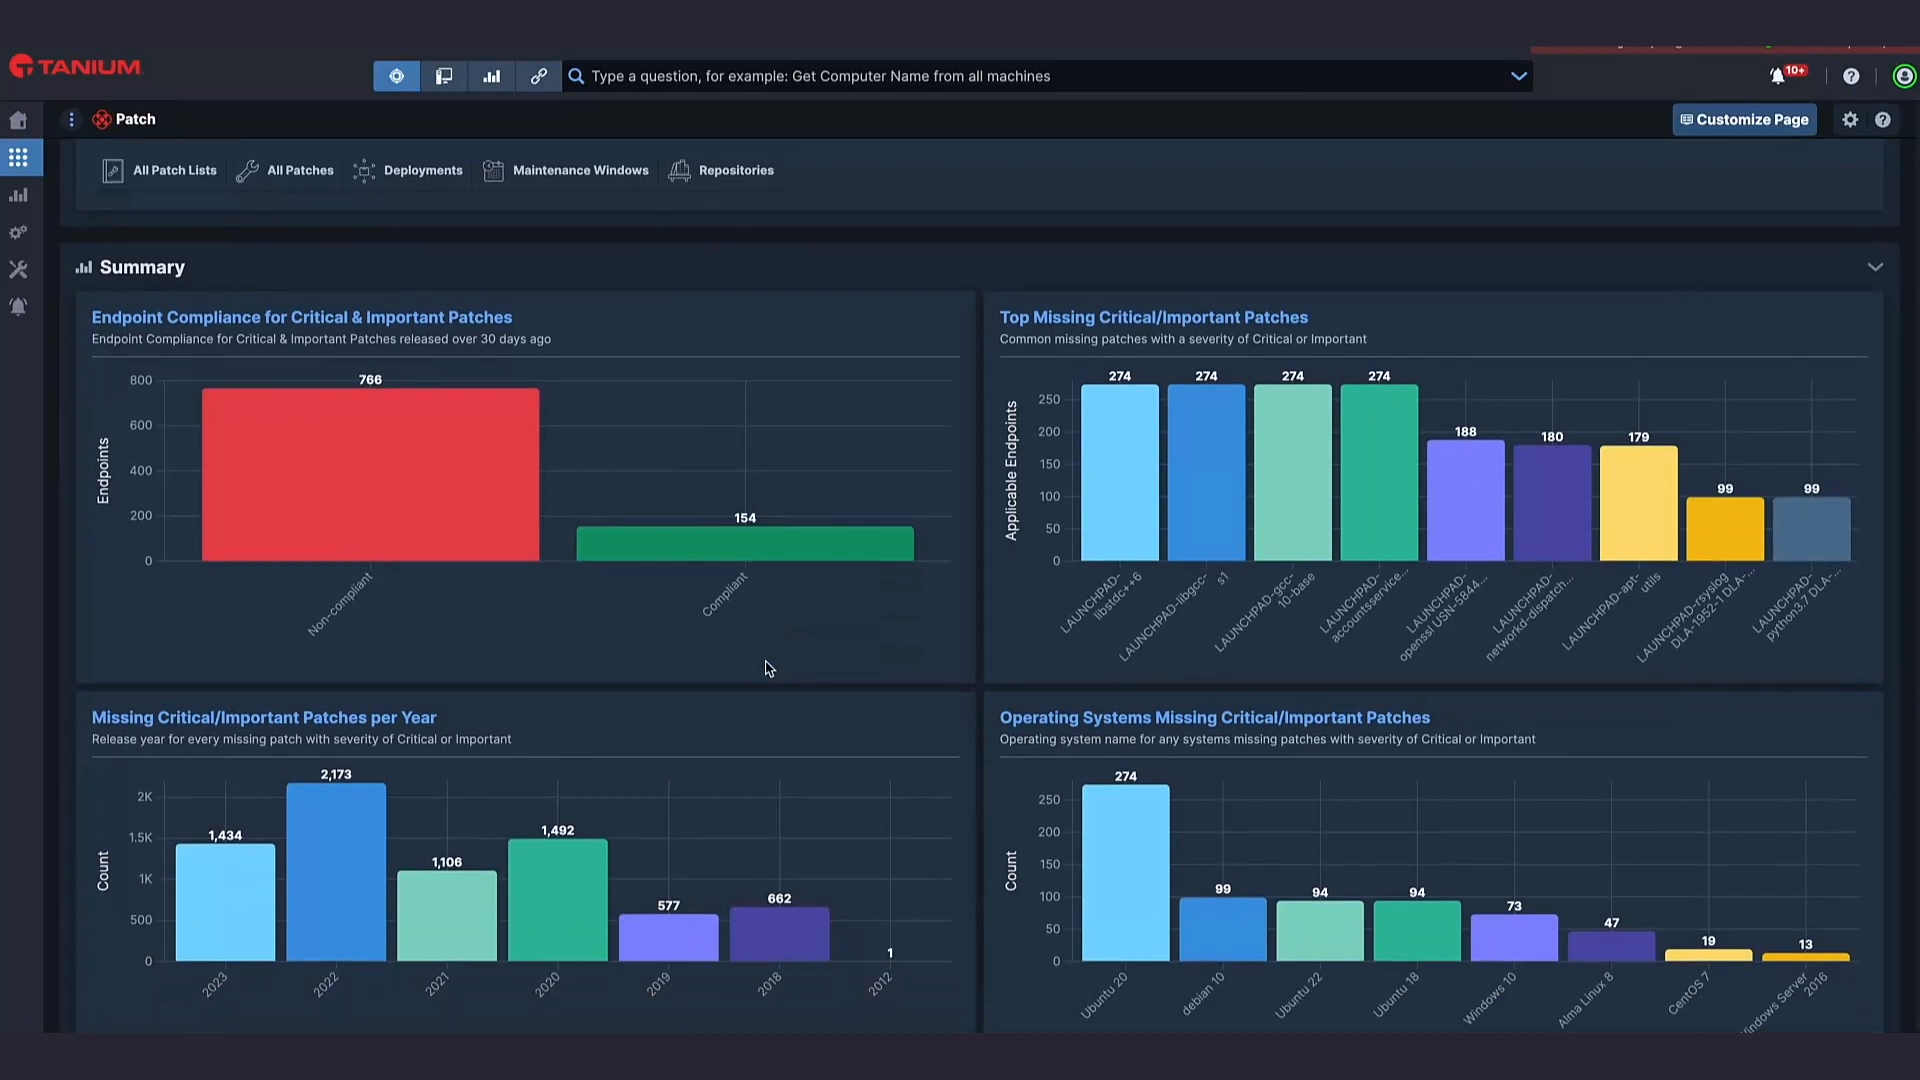 TANIUM
Type a question, for example: Get Computer Name from all machines
10+
Patch
Customize Page
All Patch Lists
All Patches
Deployments
Maintenance Windows
Repositories
Summary
Endpoint Compliance for Critical & Important Patches
Endpoint Compliance for Critical & Important Patches released over 30 days ago
Endpoints
800
600
400
200
0
766
154
Non-compliant
Compliant
Top Missing Critical/Important Patches
Common missing patches with a severity of Critical or Important
Applicable Endpoints
250
200
150
100
50
0
274
274
274
274
188
180
179
99
99
LAUNCHPAD-
libstdc++6
LAUNCHPAD-libgcc-
s1
LAUNCHPAD-gcc-
10-base
LAUNCHPAD-
accountsservice...
LAUNCHPAD-
openssl USN-5844...
LAUNCHPAD-
networkd-dispatch...
LAUNCHPAD-apt-
utils
LAUNCHPAD-rsyslog
DLA-1952-1 DLA-...
LAUNCHPAD-
python3.7 DLA-...
Missing Critical/Important Patches per Year
Release year for every missing patch with severity of Critical or Important
Count
2K
1.5K
1K
500
0
1,434
2,173
1,106
1,492
577
662
1
2023
2022
2021
2020
2019
2018
2012
Operating Systems Missing Critical/Important Patches
Operating system name for any systems missing patches with severity of Critical or Important
Count
250
200
150
100
50
0
274
99
94
94
73
47
19
13
Ubuntu 20
debian 10
Ubuntu 22
Ubuntu 18
Windows 10
Alma Linux 8
CentOS 7
indows Server
2016